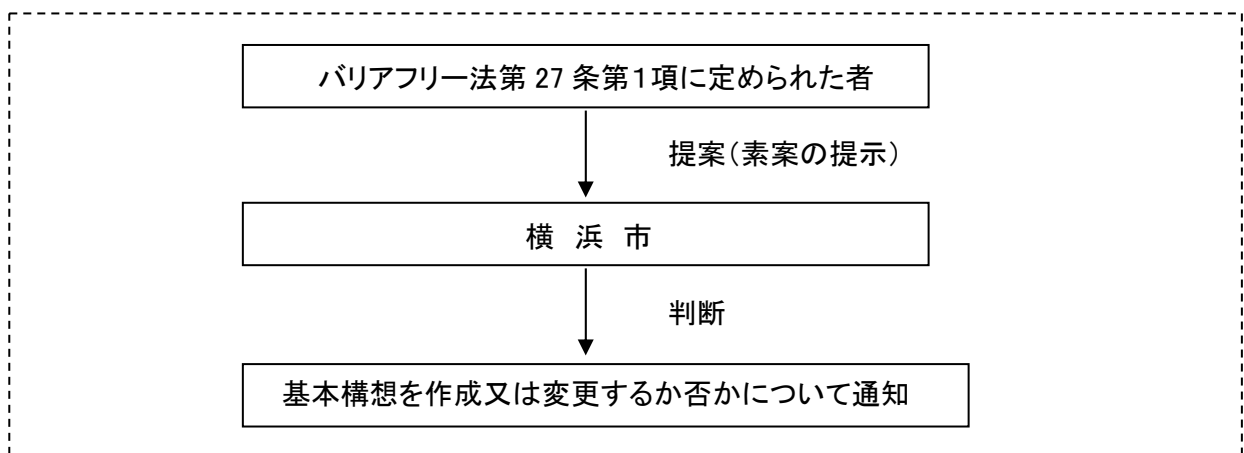 バリアフリー法第 27 条第1項に定められた者
提案(素案の提示)
横 浜 市
判断
基本構想を作成又は変更するか否かについて通知